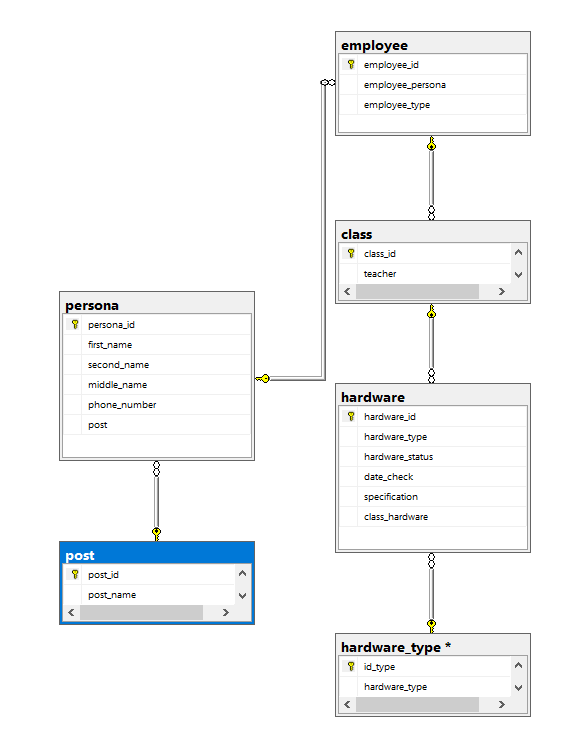 employee
employee_id
employee_persona
employee_type
class
class_id
teacher
persona
persona_id
first_name
second_name
middle_name
phone_number
post
hardware
hardware_id
hardware_type
hardware_status
date_check
specification
class_hardware
post
post_id
post_name
hardware_type *
id_type
hardware_type